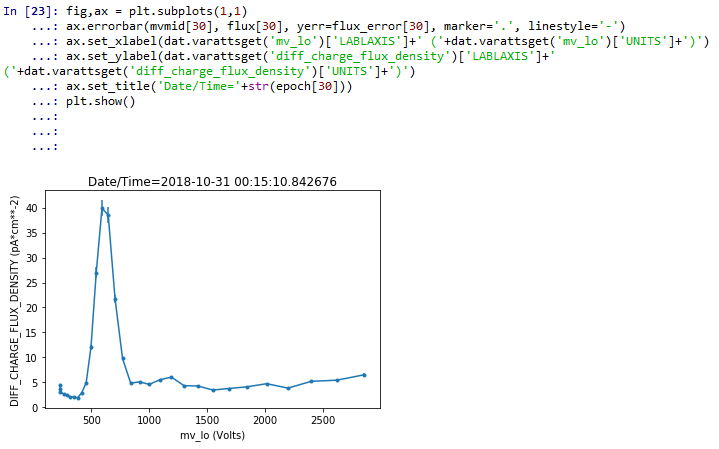 In [23]: fig,ax = plt.subplots(1,1)
...: ax.errorbar(mvmid[30], flux[30], yerr=flux_error[30], marker='.', linestyle='-')
...: ax.set_xlabel(dat.varattsget('mv_lo')['LABLAXIS']+' ('+dat.varattsget('mv_lo')['UNITS']+')')
...: ax.set_ylabel(dat.varattsget('diff_charge_flux_density')['LABLAXIS']+'
('+dat.varattsget('diff_charge_flux_density')['UNITS']+')')
...: ax.set_title('Date/Time='+str(epoch[30]))
...: plt.show()
...:
...:
...:
Date/Time=2018-10-31 00:15:10.842676
DIFF_CHARGE_FLUX_DENSITY (pA*cm**-2)
40
35
30
25
20
15
10
5
0
500 1000 1500 2000 2500
mv_lo (Volts)